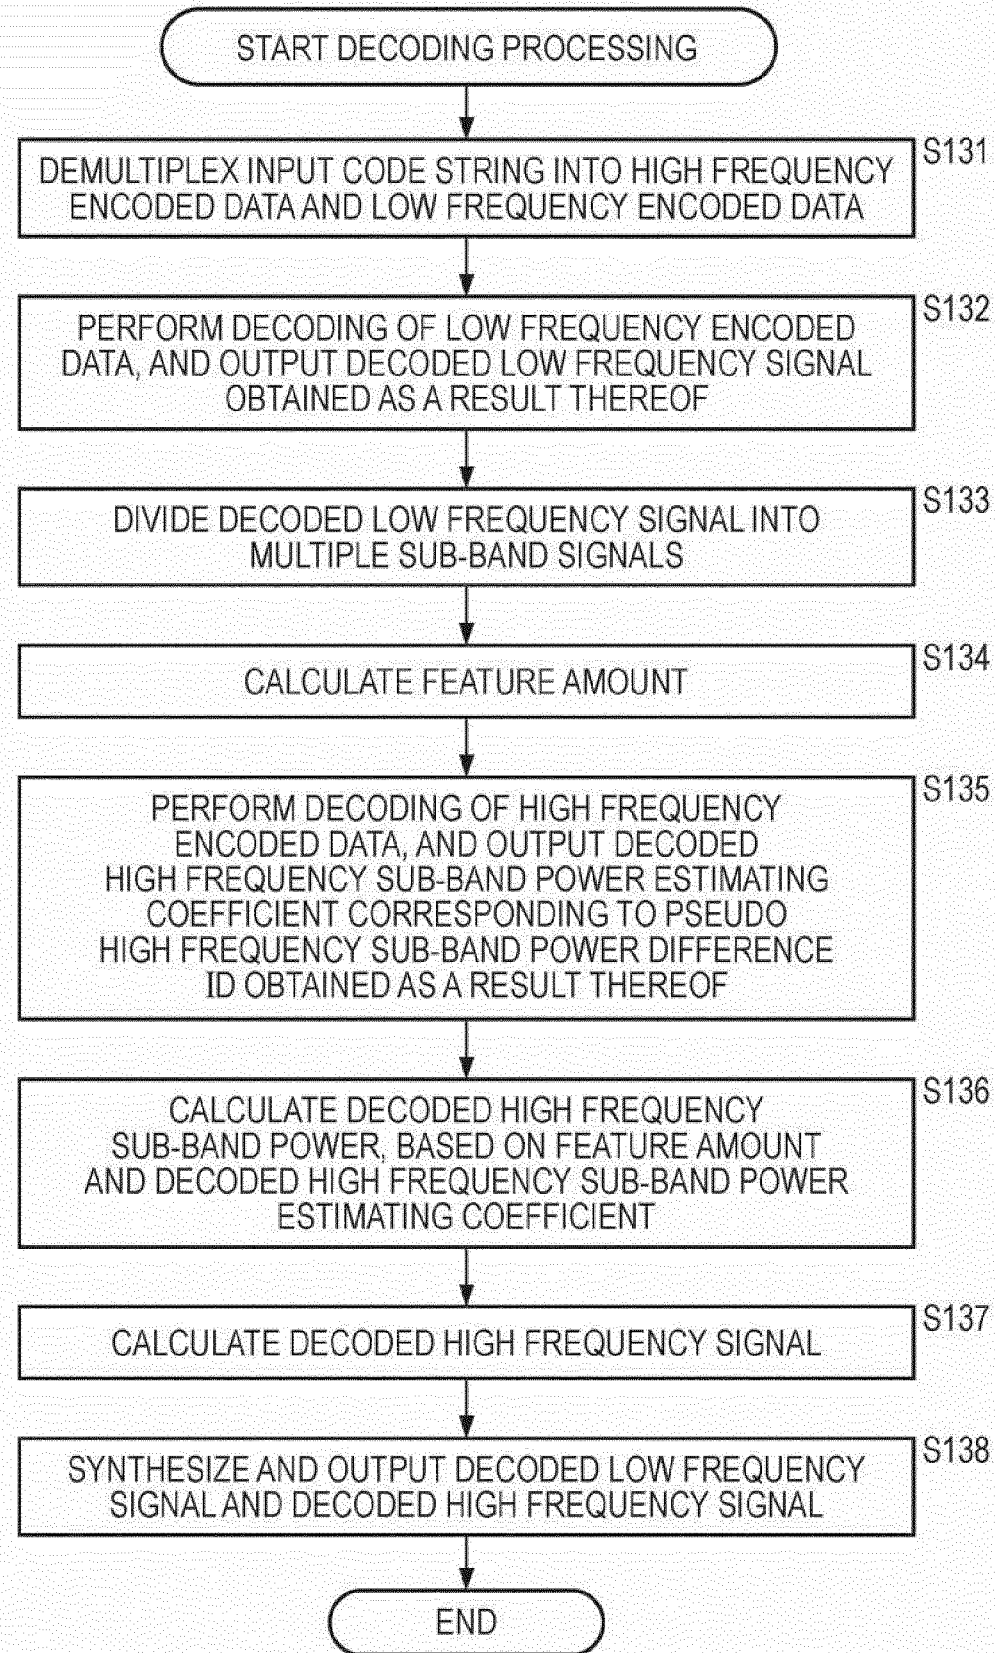 START DECODING PROCESSING
S131
DEMULTIPLEX INPUT CODE STRING INTO HIGH FREQUENCY
ENCODED DATA AND LOW FREQUENCY ENCODED DATA
S132
PERFORM DECODING OF LOW FREQUENCY ENCODED
DATA, AND OUTPUT DECODED LOW FREQUENCY SIGNAL
OBTAINED AS A RESULT THEREOF
S133
DIVIDE DECODED LOW FREQUENCY SIGNAL INTO
MULTIPLE SUB-BAND SIGNALS
S134
CALCULATE FEATURE AMOUNT
S135
PERFORM DECODING OF HIGH FREQUENCY
ENCODED DATA, AND OUTPUT DECODED
HIGH FREQUENCY SUB-BAND POWER ESTIMATING
COEFFICIENT CORRESPONDING TO PSEUDO
HIGH FREQUENCY SUB-BAND POWER DIFFERENCE
ID OBTAINED AS A RESULT THEREOF
S136
CALCULATE DECODED HIGH FREQUENCY
SUB-BAND POWER, BASED ON FEATURE AMOUNT
AND DECODED HIGH FREQUENCY SUB-BAND POWER
ESTIMATING COEFFICIENT
S137
CALCULATE DECODED HIGH FREQUENCY SIGNAL
S138
SYNTHESIZE AND OUTPUT DECODED LOW FREQUENCY
SIGNAL AND DECODED HIGH FREQUENCY SIGNAL
END